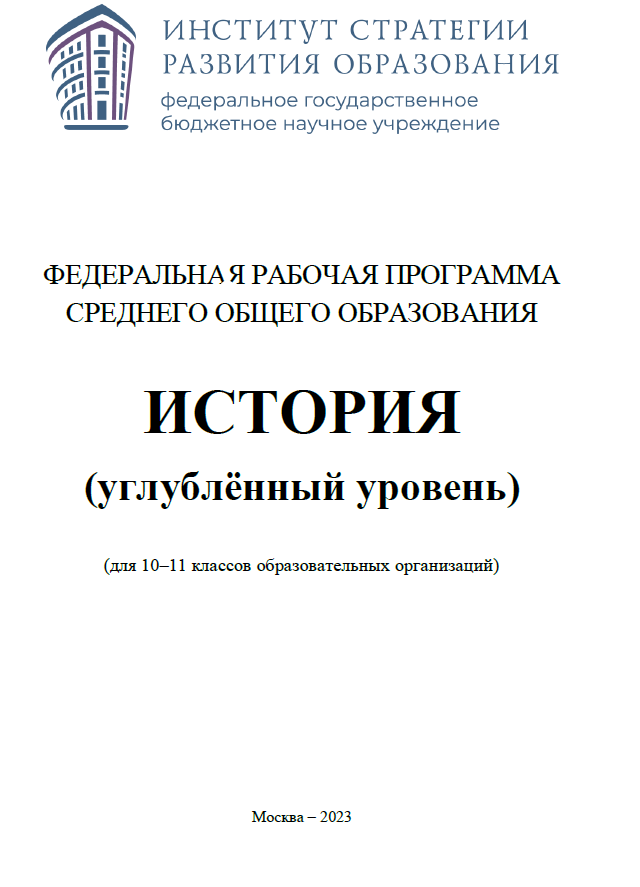 ИНСТИТУТ СТРАТЕГИИ
РАЗВИТИЯ ОБРАЗОВАНИЯ
федеральное государственное
бюджетное научное учреждение
ФЕДЕРАЛЬНАЯ РАБОЧАЯ ПРОГРАММА
СРЕДНЕГО ОБЩЕГО ОБРАЗОВАНИЯ
ИСТОРИЯ
(углублённый уровень)
(для 10–11 классов образовательных организаций)
Москва – 2023